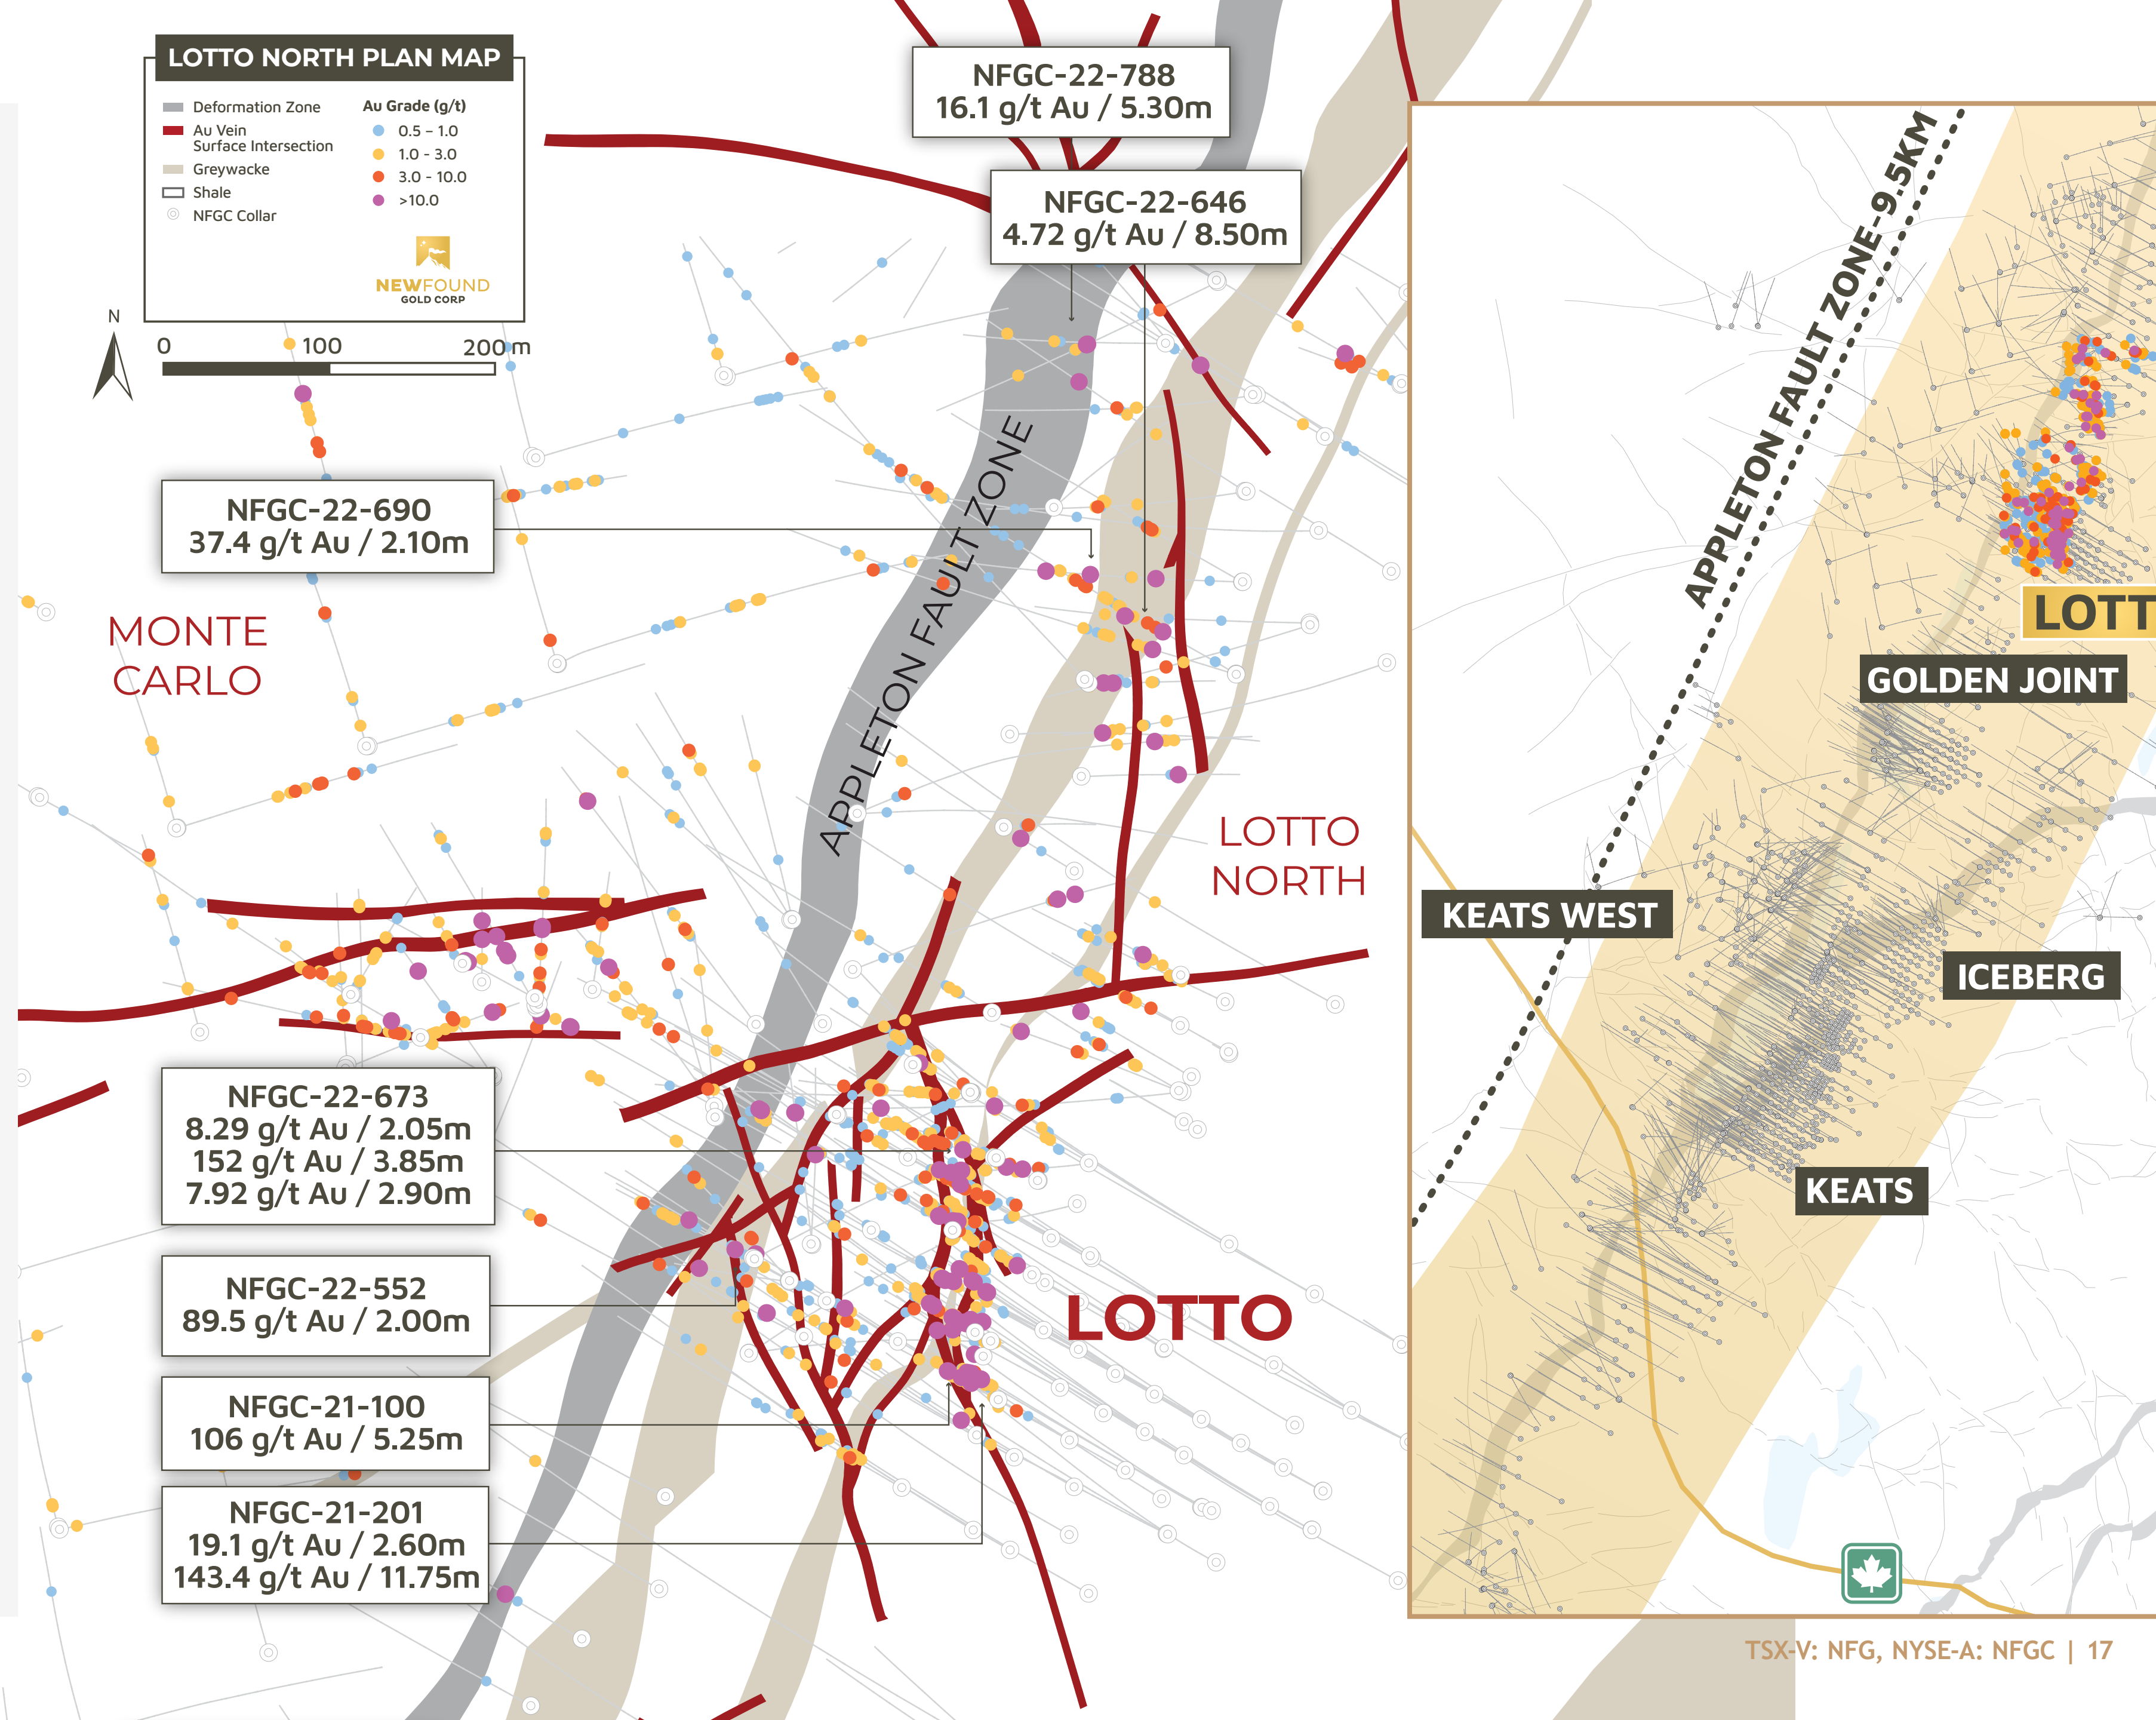 LOTTO NORTH PLAN MAP
Deformation Zone
Au Vein
Surface Intersection
Greywacke
Shale
NFGC Collar
Au Grade (g/t)
0.5 – 1.0
1.0 - 3.0
3.0 - 10.0
>10.0
NEWFOUND
GOLD CORP
N
0 100 200m
NFGC-22-788
16.1 g/t Au / 5.30m
NFGC-22-646
4.72 g/t Au / 8.50m
NFGC-22-690
37.4 g/t Au / 2.10m
MONTE
CARLO
APPLETON FAULT ZONE
LOTTO
NORTH
NFGC-22-673
8.29 g/t Au / 2.05m
152 g/t Au / 3.85m
7.92 g/t Au / 2.90m
NFGC-22-552
89.5 g/t Au / 2.00m
LOTTO
NFGC-21-100
106 g/t Au / 5.25m
NFGC-21-201
19.1 g/t Au / 2.60m
143.4 g/t Au / 11.75m
APPLETON FAULT ZONE-9.5KM
LOTT
GOLDEN JOINT
KEATS WEST
ICEBERG
KEATS
TSX-V: NFG, NYSE-A: NFGC | 17